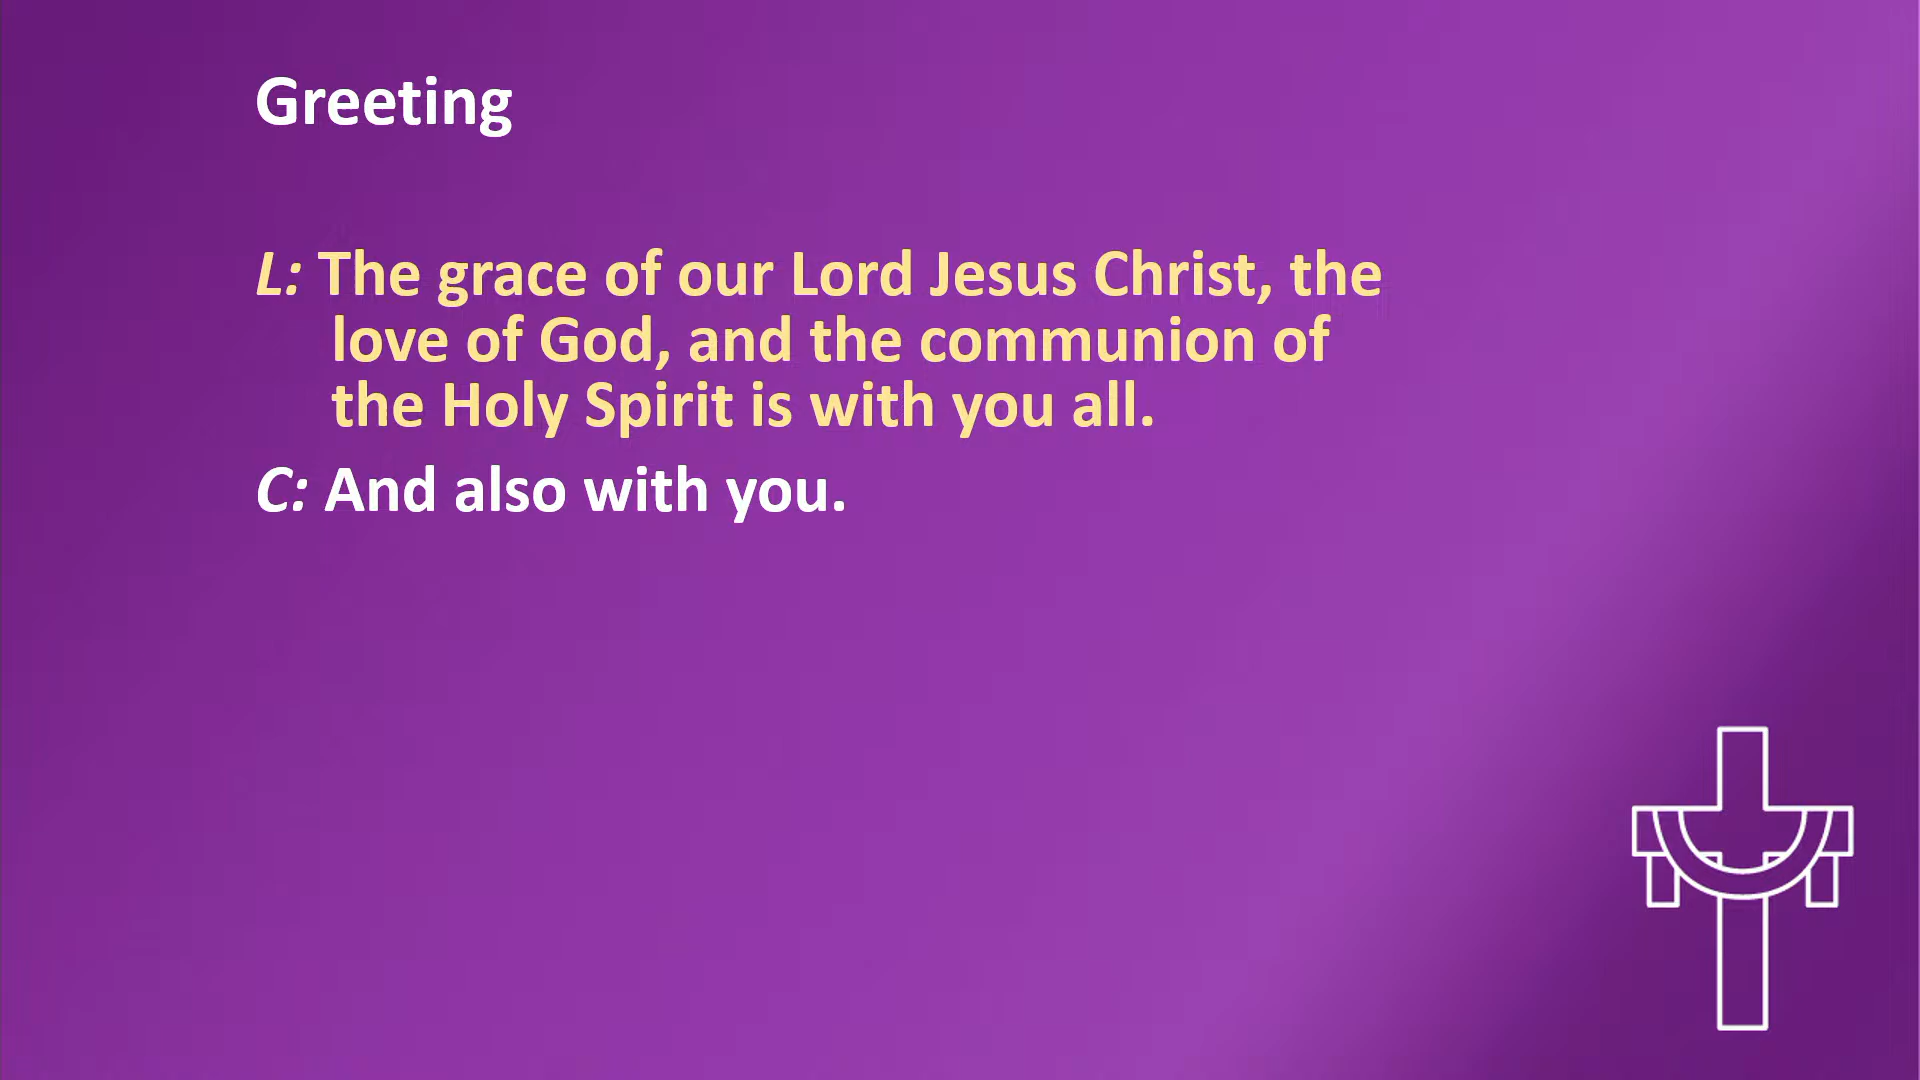 Greeting
L: The grace of our Lord Jesus Christ, the
love of God, and the communion of
the Holy Spirit is with you all.
C: And also with you.